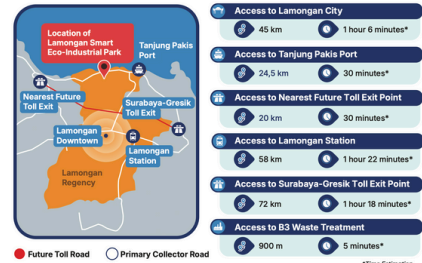 Location of
Lamongan Smart
Eco-Industrial Park
Tanjung Pakis
Port
Nearest Future
Toll Exit
Surabaya-Gresik
Toll Exit
Lamongan
Downtown
Lamongan
Station
Lamongan
Regency
Future Toll Road
Primary Collector Road
Access to Lamongan City
45 km
1 hour 6 minutes*
Access to Tanjung Pakis Port
24,5 km
30 minutes*
Access to Nearest Future Toll Exit Point
20 km
30 minutes*
Access to Lamongan Station
58 km
1 hour 22 minutes*
Access to Surabaya-Gresik Toll Exit Point
72 km
1 hour 18 minutes*
Access to B3 Waste Treatment
900 m
5 minutes*
*Time Estimation